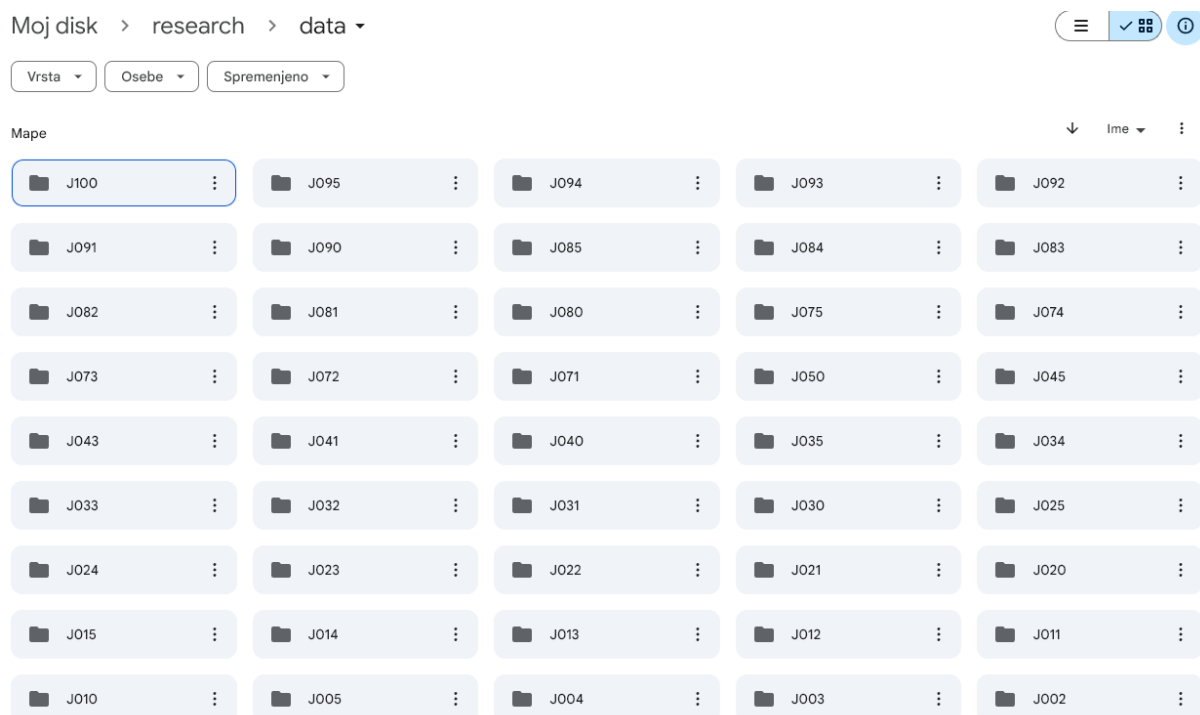 Moj disk > research > data
Vrsta Osebe Spremenjeno
Mape Ime
J100 J095 J094 J093 J092
J091 J090 J085 J084 J083
J082 J081 J080 J075 J074
J073 J072 J071 J050 J045
J043 J041 J040 J035 J034
J033 J032 J031 J030 J025
J024 J023 J022 J021 J020
J015 J014 J013 J012 J011
J010 J005 J004 J003 J002